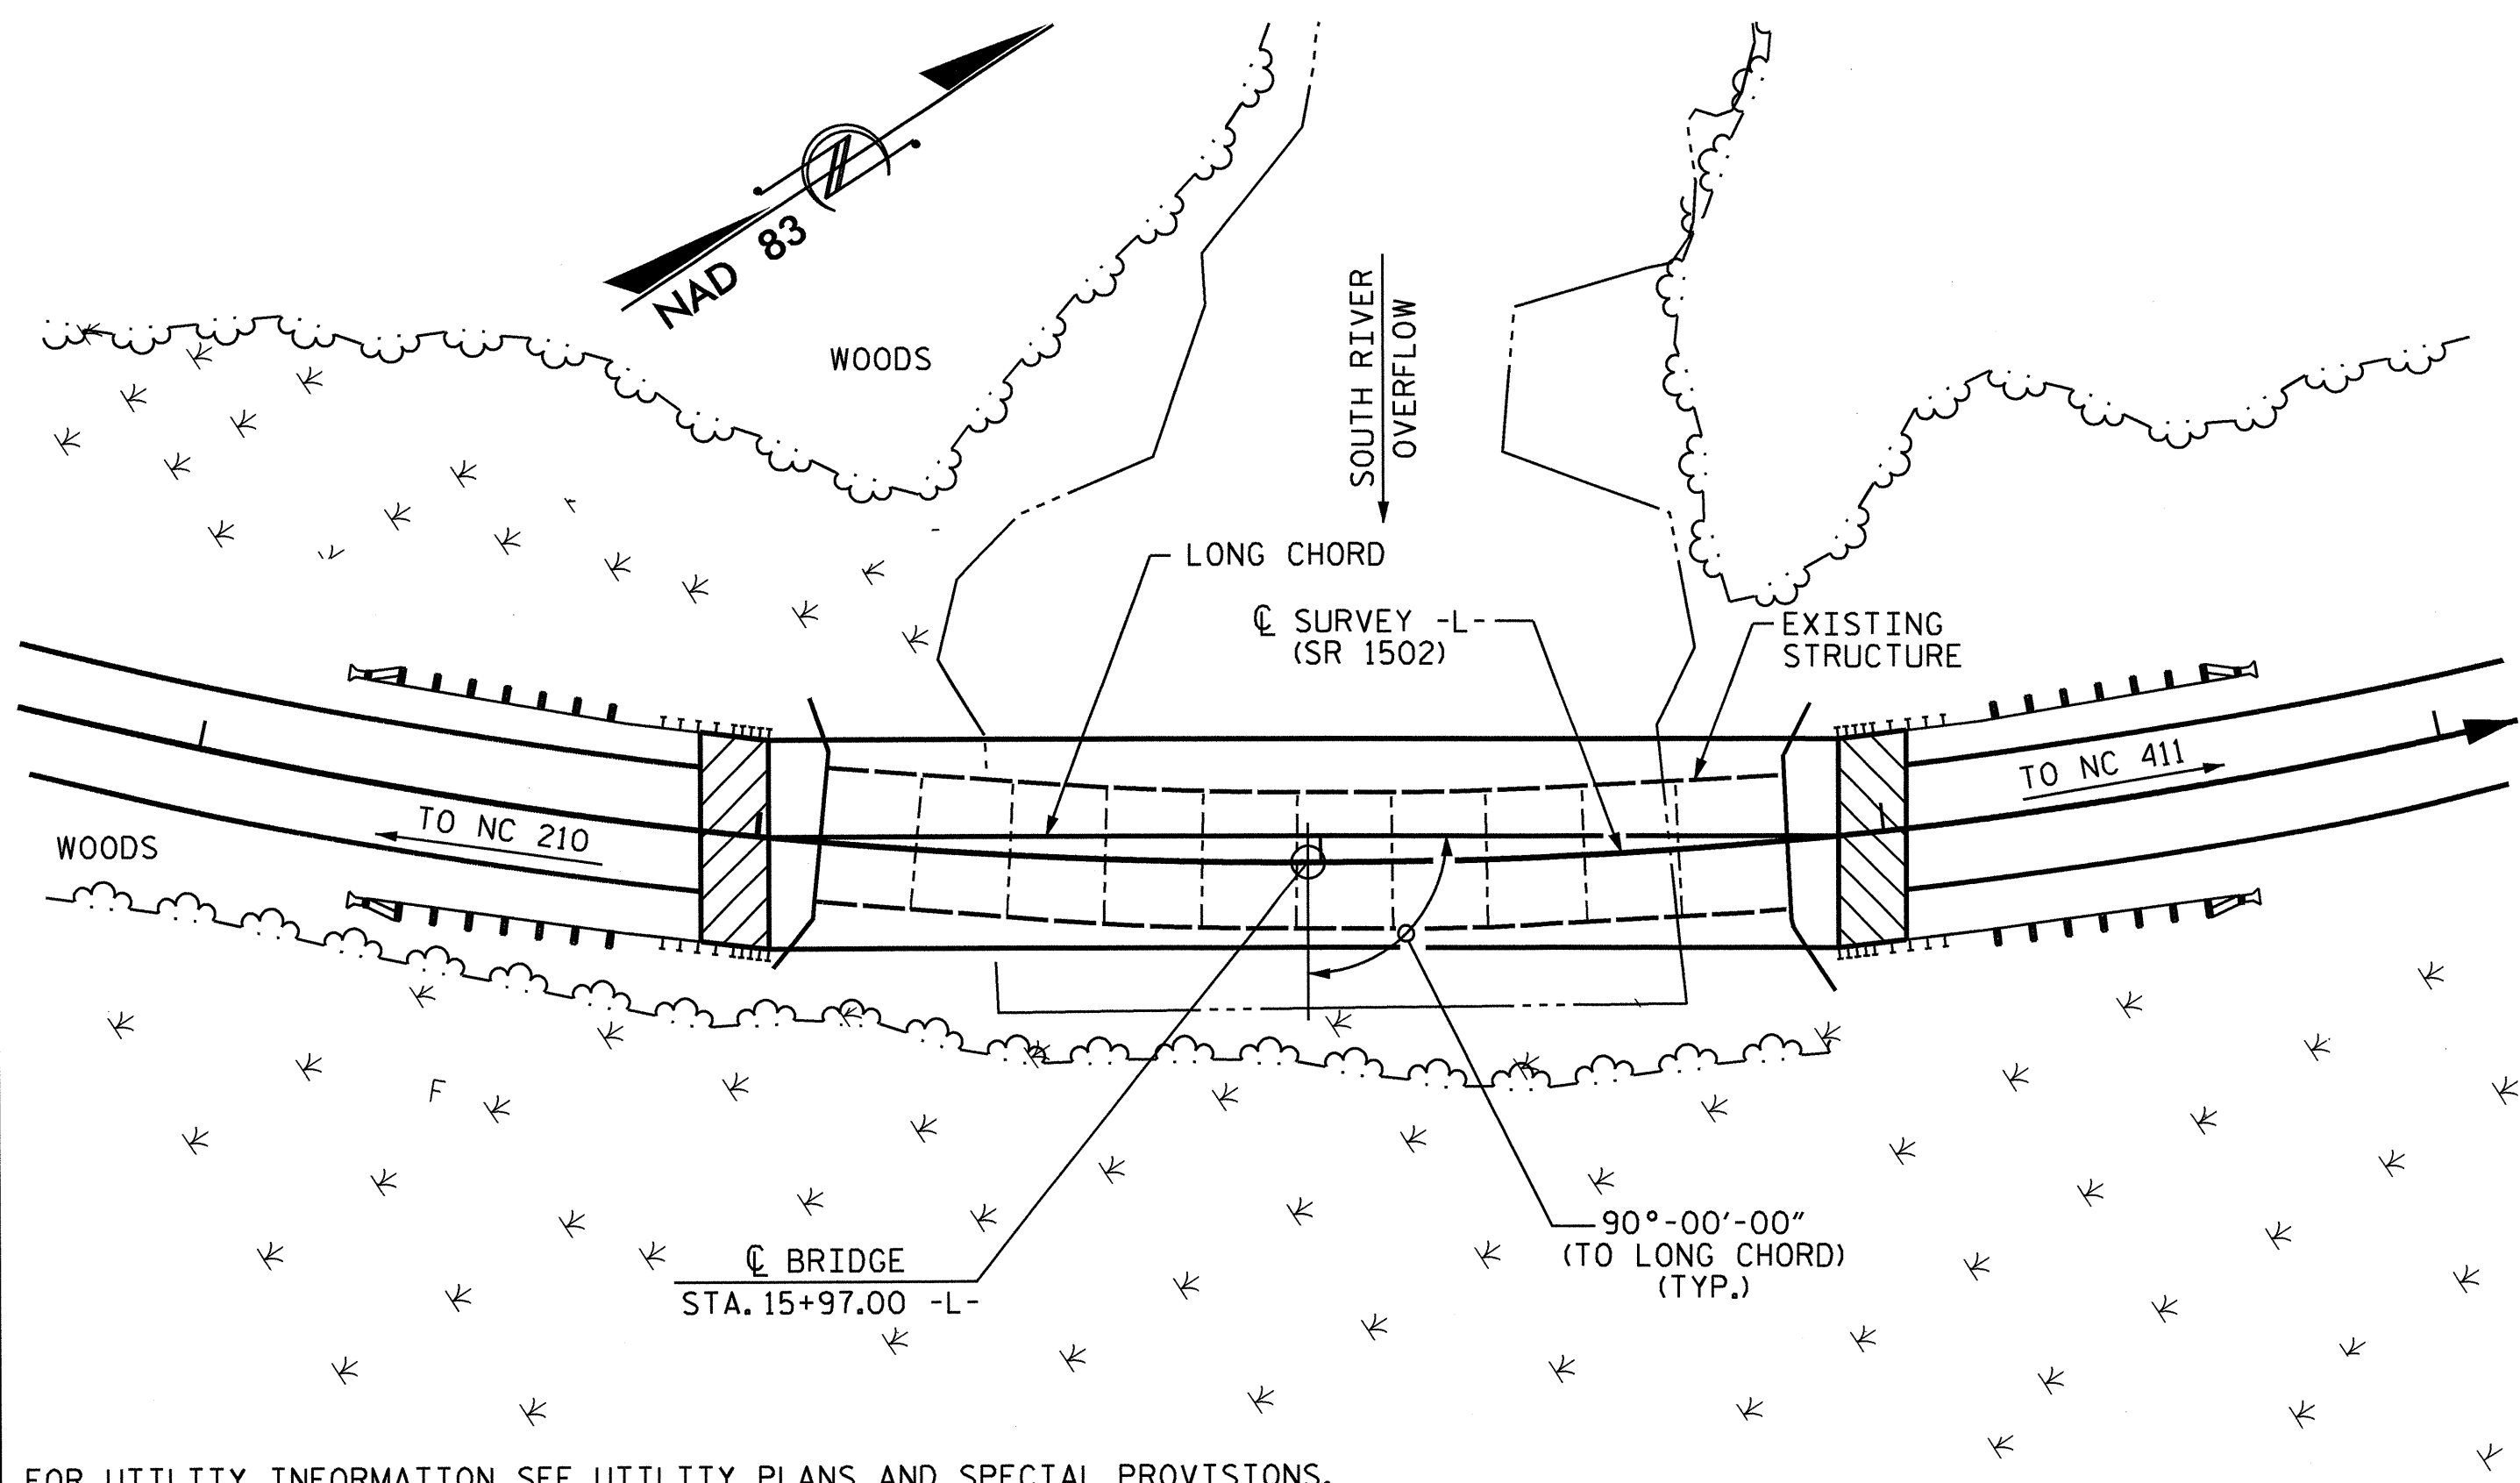 NAD 83
WOODS
SOUTH RIVER
OVERFLOW
LONG CHORD
℄ SURVEY -L-
(SR 1502)
EXISTING
STRUCTURE
TO NC 411
TO NC 210
WOODS
F
℄ BRIDGE
STA. 15+97.00 -L-
90°-00'-00"
(TO LONG CHORD)
(TYP.)
FOR UTILITY INFORMATION SEE UTILITY PLANS AND SPECIAL PROVISIONS.